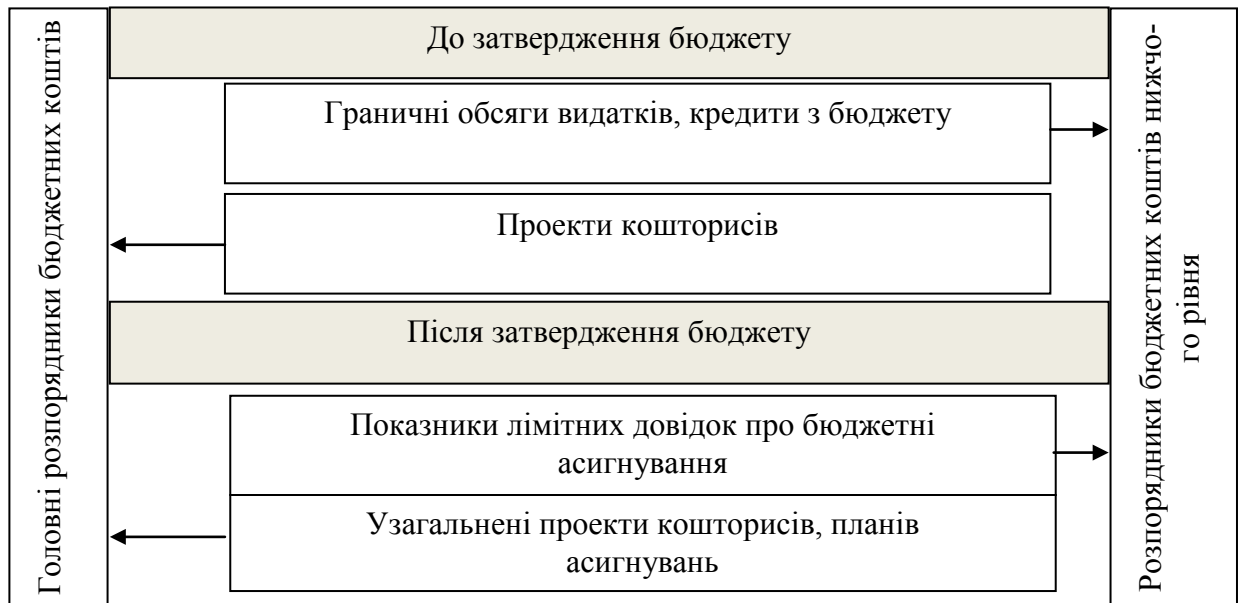 Головні розпорядники бюджетних коштів
До затвердження бюджету
Граничні обсяги видатків, кредити з бюджету
Проекти кошторисів
Після затвердження бюджету
Показники лімітних довідок про бюджетні
асигнування
Узагальнені проекти кошторисів, планів
асигнувань
Розпорядники бюджетних коштів нижчо-
го рівня